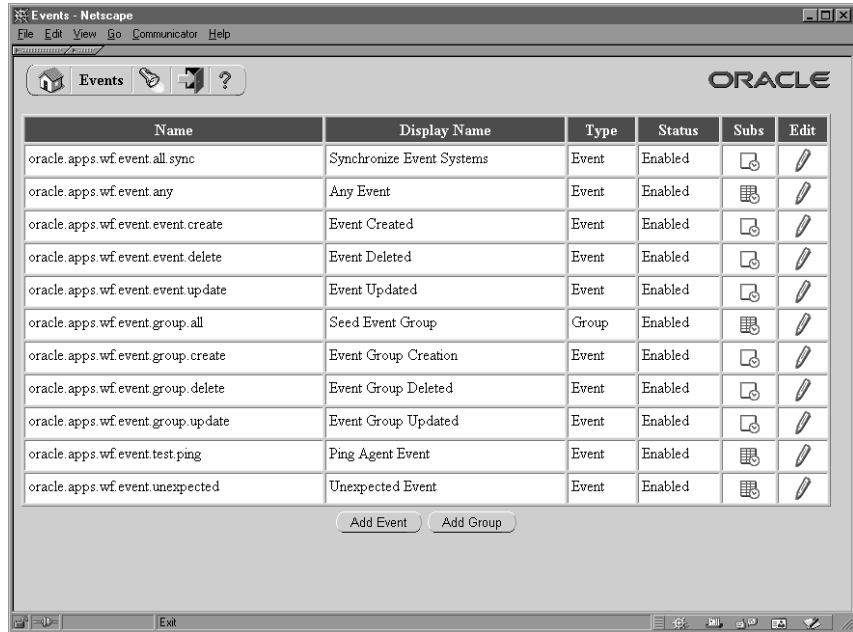 Events - Netscape
File Edit View Go Communicator Help
Events ?
ORACLE
Name Display Name Type Status Subs Edit
oracle.apps.wf.event.all.sync Synchronize Event Systems Event Enabled
oracle.apps.wf.event.any Any Event Event Enabled
oracle.apps.wf.event.event.create Event Created Event Enabled
oracle.apps.wf.event.event.delete Event Deleted Event Enabled
oracle.apps.wf.event.event.update Event Updated Event Enabled
oracle.apps.wf.event.group.all Seed Event Group Group Enabled
oracle.apps.wf.event.group.create Event Group Creation Event Enabled
oracle.apps.wf.event.group.delete Event Group Deleted Event Enabled
oracle.apps.wf.event.group.update Event Group Updated Event Enabled
oracle.apps.wf.event.test.ping Ping Agent Event Event Enabled
oracle.apps.wf.event.unexpected Unexpected Event Event Enabled
Add Event Add Group
Exit